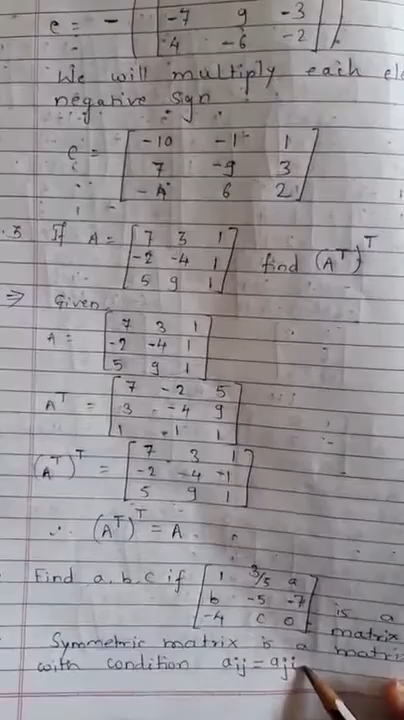 c = - [ -7 9 -3
4 -6 -2 ]
We will multiply each
negative sign
C = [ -10 -1 1
7 -9 3
-4 6 2 ]
If A = [ 7 3 1
-2 -4 1
5 9 1 ] find (A^T)^T
⇒ Given,
A = [ 7 3 1
-2 -4 1
5 9 1 ]
A^T = [ 7 -2 5
3 -4 9
1 1 1 ]
(A^T)^T = [ 7 3 1
-2 -4 1
5 9 1 ]
∴ (A^T)^T = A
Find a, b, c if [ 1 3/5 a
b -5 -7
-4 c 0 ] is a
matrix
Symmetric matrix is a
with condition aij = aji